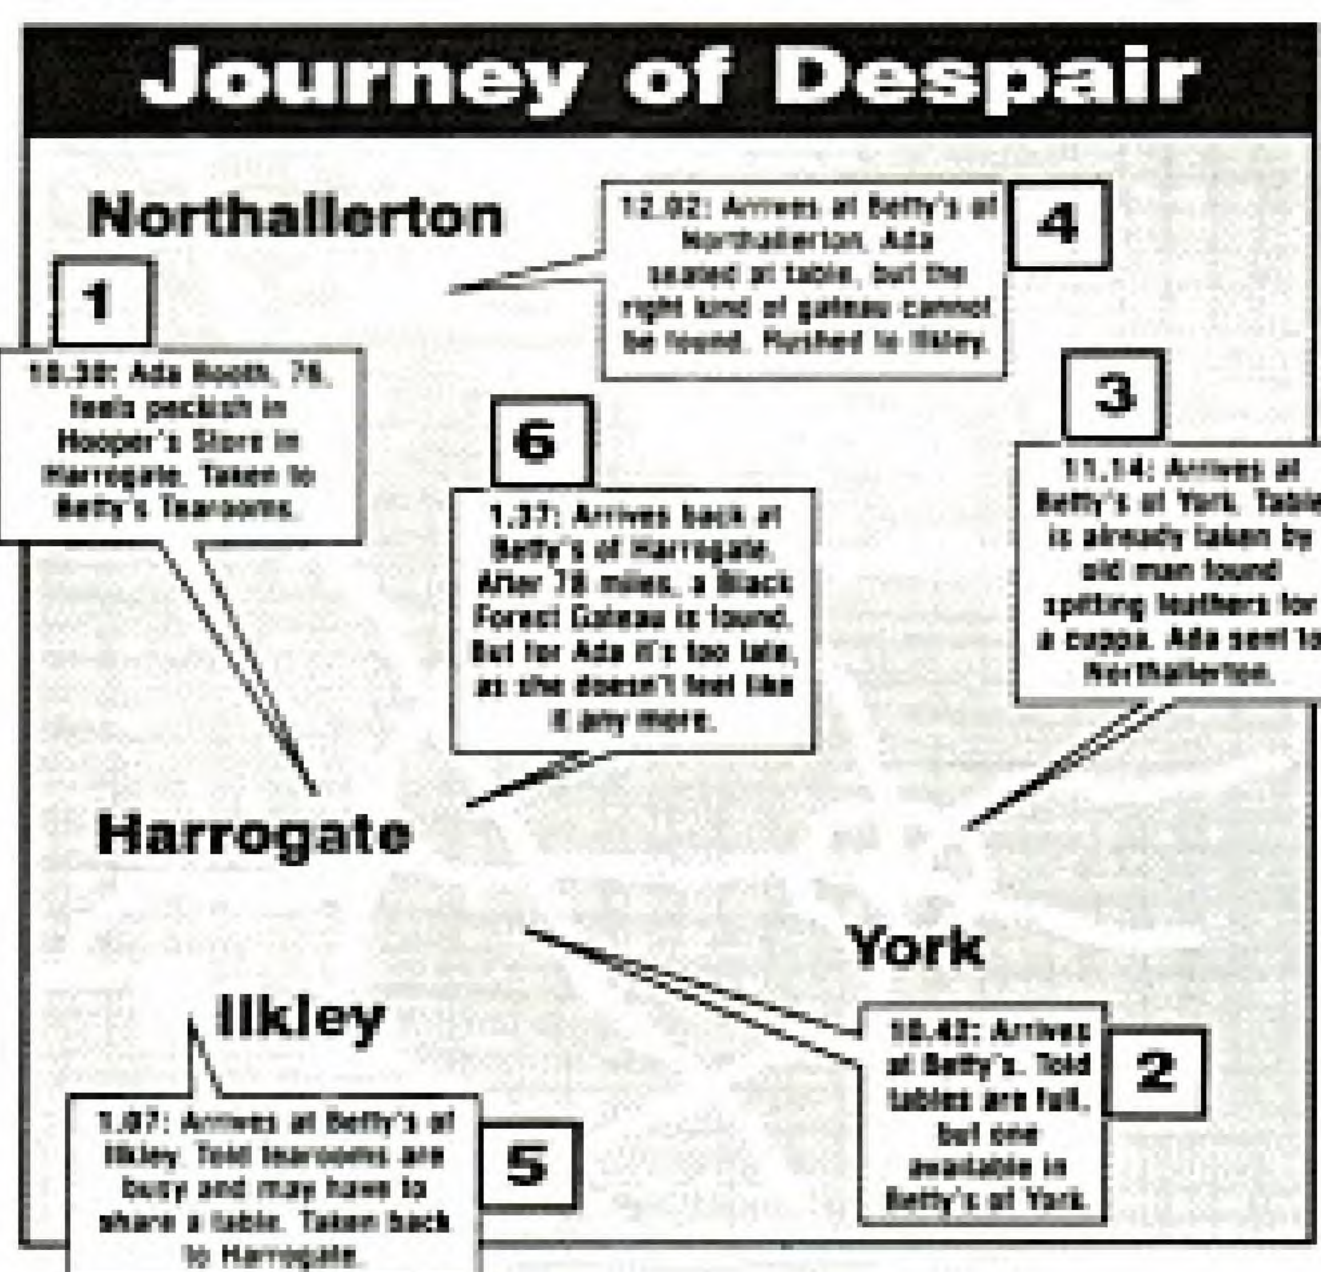 Journey of Despair
Northallerton
1
10.30: Ada Booth, 76,
feels peckish in
Hooper's Store in
Harrogate. Taken to
Betty's Tearooms.
12.02: Arrives at Betty's of
Northallerton. Ada
seated at table, but the
right kind of gateau cannot
be found. Rushed to Ilkley.
4
3
11.14: Arrives at
Betty's of York. Table
is already taken by
old man found
spitting feathers for
a cuppa. Ada sent to
Northallerton.
6
1.37: Arrives back at
Betty's of Harrogate.
After 78 miles, a Black
Forest Gateau is found.
But for Ada it's too late,
as she doesn't feel like
it any more.
Harrogate
York
Ilkley
10.42: Arrives
at Betty's. Told
tables are full,
but one
available in
Betty's of York.
2
1.07: Arrives at Betty's of
Ilkley. Told tearooms are
busy and may have to
share a table. Taken back
to Harrogate.
5